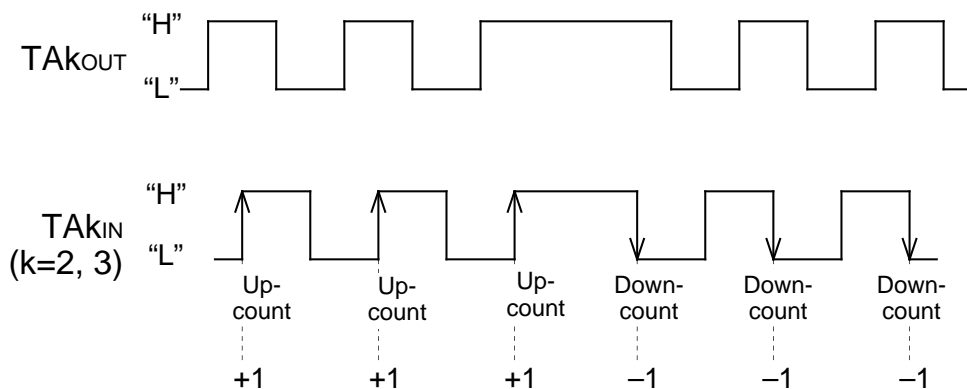 “H”
TAkOUT
“L”
“H”
TAkIN
(k=2, 3)
“L”
Up-
count
Up-
count
Up-
count
Down-
count
Down-
count
Down-
count
+1
+1
+1
–1
–1
–1